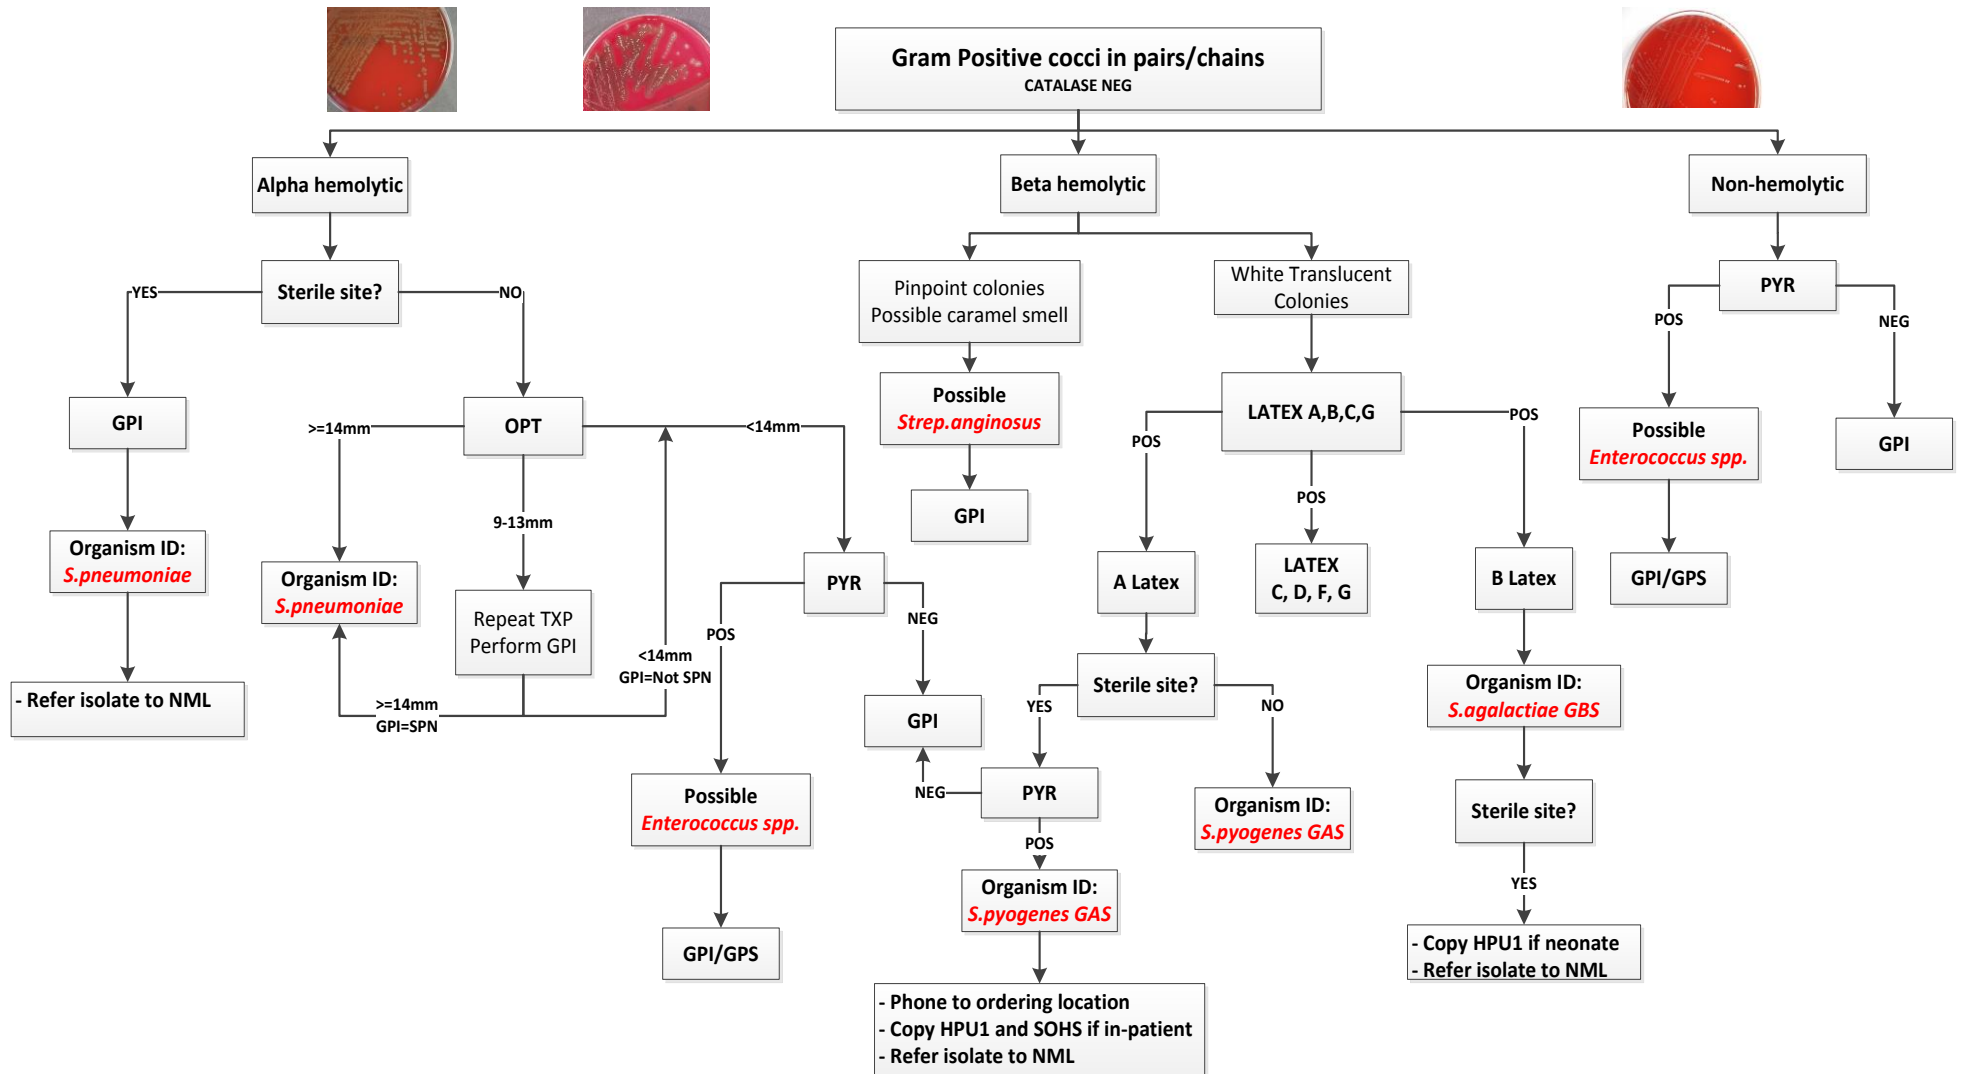 Gram Positive cocci in pairs/chains
CATALASE NEG
Alpha hemolytic
Beta hemolytic
Non-hemolytic
Sterile site?
YES
NO
GPI
Organism ID:
S.pneumoniae
- Refer isolate to NML
OPT
>=14mm
<14mm
9-13mm
Organism ID:
S.pneumoniae
Repeat TXP
Perform GPI
>=14mm
GPI=SPN
<14mm
GPI=Not SPN
PYR
POS
NEG
GPI
Possible
Enterococcus spp.
GPI/GPS
Pinpoint colonies
Possible caramel smell
Possible
Strep.anginosus
GPI
White Translucent
Colonies
LATEX A,B,C,G
POS
POS
POS
A Latex
LATEX
C, D, F, G
B Latex
Sterile site?
YES
NO
PYR
NEG
POS
Organism ID:
S.pyogenes GAS
Organism ID:
S.pyogenes GAS
- Phone to ordering location
- Copy HPU1 and SOHS if in-patient
- Refer isolate to NML
Organism ID:
S.agalactiae GBS
Sterile site?
YES
- Copy HPU1 if neonate
- Refer isolate to NML
PYR
POS
NEG
Possible
Enterococcus spp.
GPI
GPI/GPS